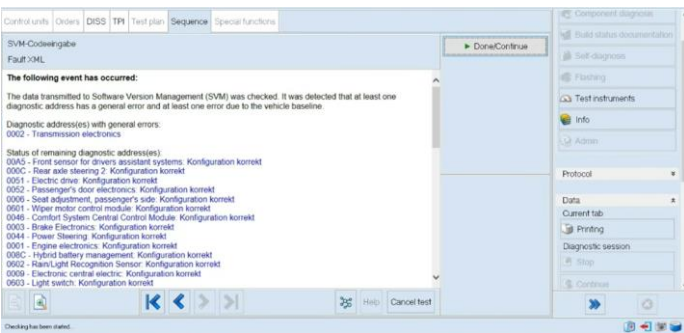 Control units Orders DISS TPI Test plan Sequence Special functions
SVM-Codeeingabe
Fault XML
The following event has occurred:
The data transmitted to Software Version Management (SVM) was checked. It was detected that at least one
diagnostic address has a general error and at least one error due to the vehicle baseline.
Diagnostic address(es) with general errors:
0002 - Transmission electronics
Status of remaining diagnostic address(es):
00A5 - Front sensor for drivers assistant systems: Konfiguration korrekt
000C - Rear axle steering 2: Konfiguration korrekt
0051 - Electric drive: Konfiguration korrekt
0052 - Passenger's door electronics: Konfiguration korrekt
0006 - Seat adjustment, passenger's side: Konfiguration korrekt
0601 - Wiper motor control module: Konfiguration korrekt
0046 - Comfort System Central Control Module: Konfiguration korrekt
0003 - Brake Electronics: Konfiguration korrekt
0044 - Power Steering: Konfiguration korrekt
0001 - Engine electronics: Konfiguration korrekt
008C - Hybrid battery management: Konfiguration korrekt
0602 - Rain/Light Recognition Sensor: Konfiguration korrekt
0009 - Electronic central electric: Konfiguration korrekt
0603 - Light switch: Konfiguration korrekt
Help
Cancel test
Done/Continue
Component diagnosis
Build status documentation
Self-diagnosis
Flashing
Test instruments
Info
Admin
Protocol
Data
Current tab
Printing
Diagnostic session
Stop
Continue
Checking has been started.